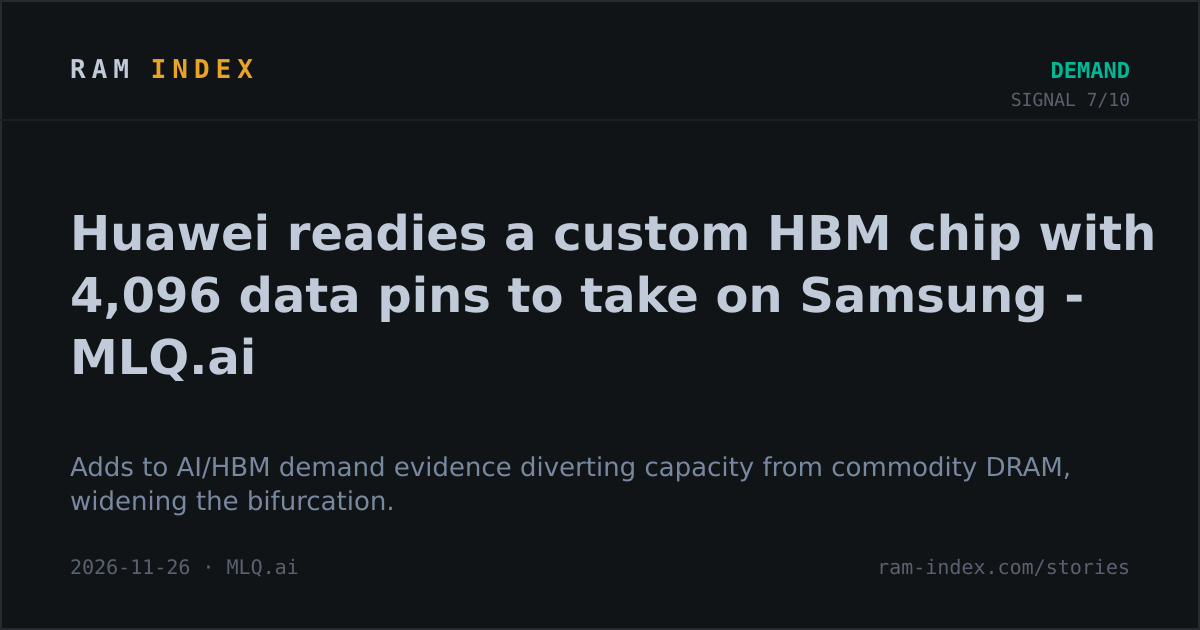 RAM INDEX
DEMAND
SIGNAL 7/10
Huawei readies a custom HBM chip with
4,096 data pins to take on Samsung -
MLQ.ai
Adds to AI/HBM demand evidence diverting capacity from commodity DRAM,
widening the bifurcation.
2026-11-26 · MLQ.ai
ram-index.com/stories